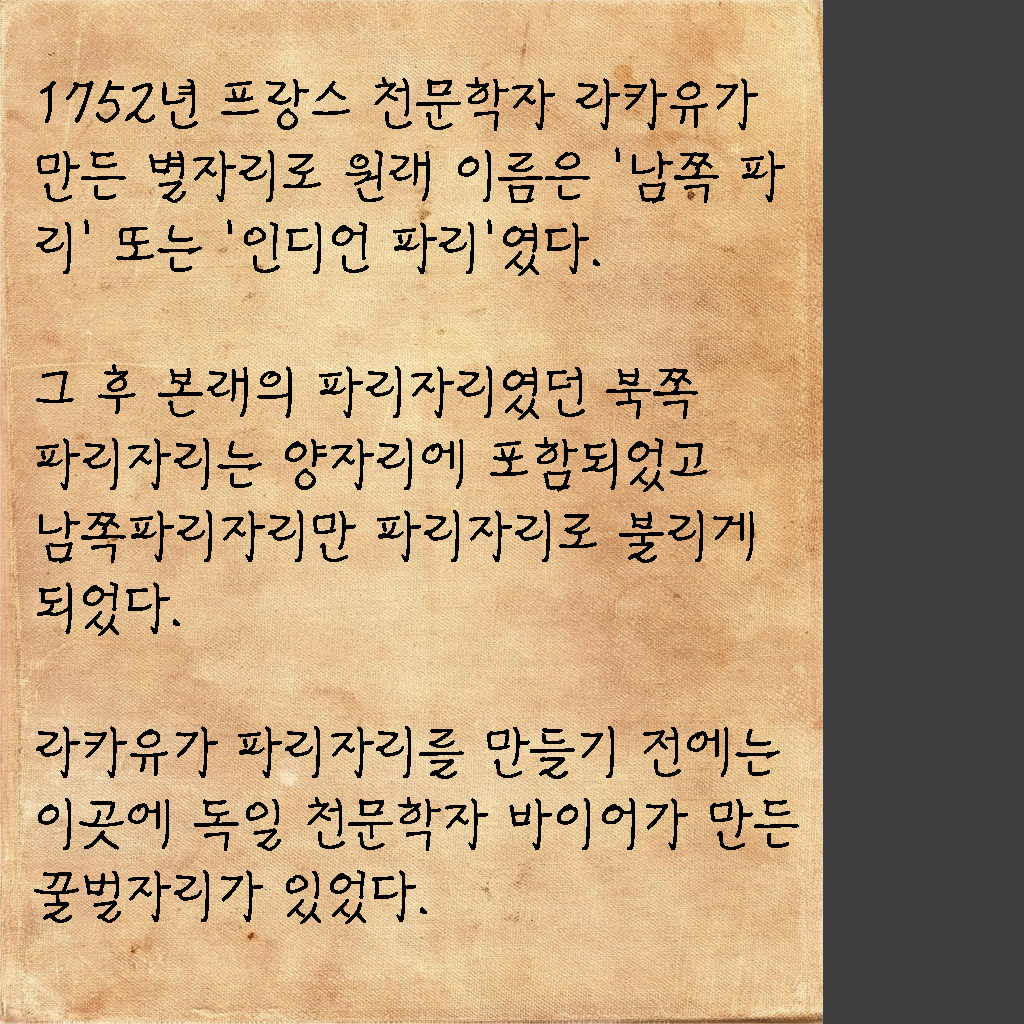 1752년 프랑스 천문학자 라카유가
만든 별자리로 원래 이름은 '남쪽 파
리' 또는 '인디언 파리'였다.
그 후 본래의 파리자리였던 북쪽
파리자리는 양자리에 포함되었고
남쪽파리자리만 파리자리로 불리게
되었다.
라카유가 파리자리를 만들기 전에는
이곳에 독일 천문학자 바이어가 만든
꿀벌자리가 있었다.